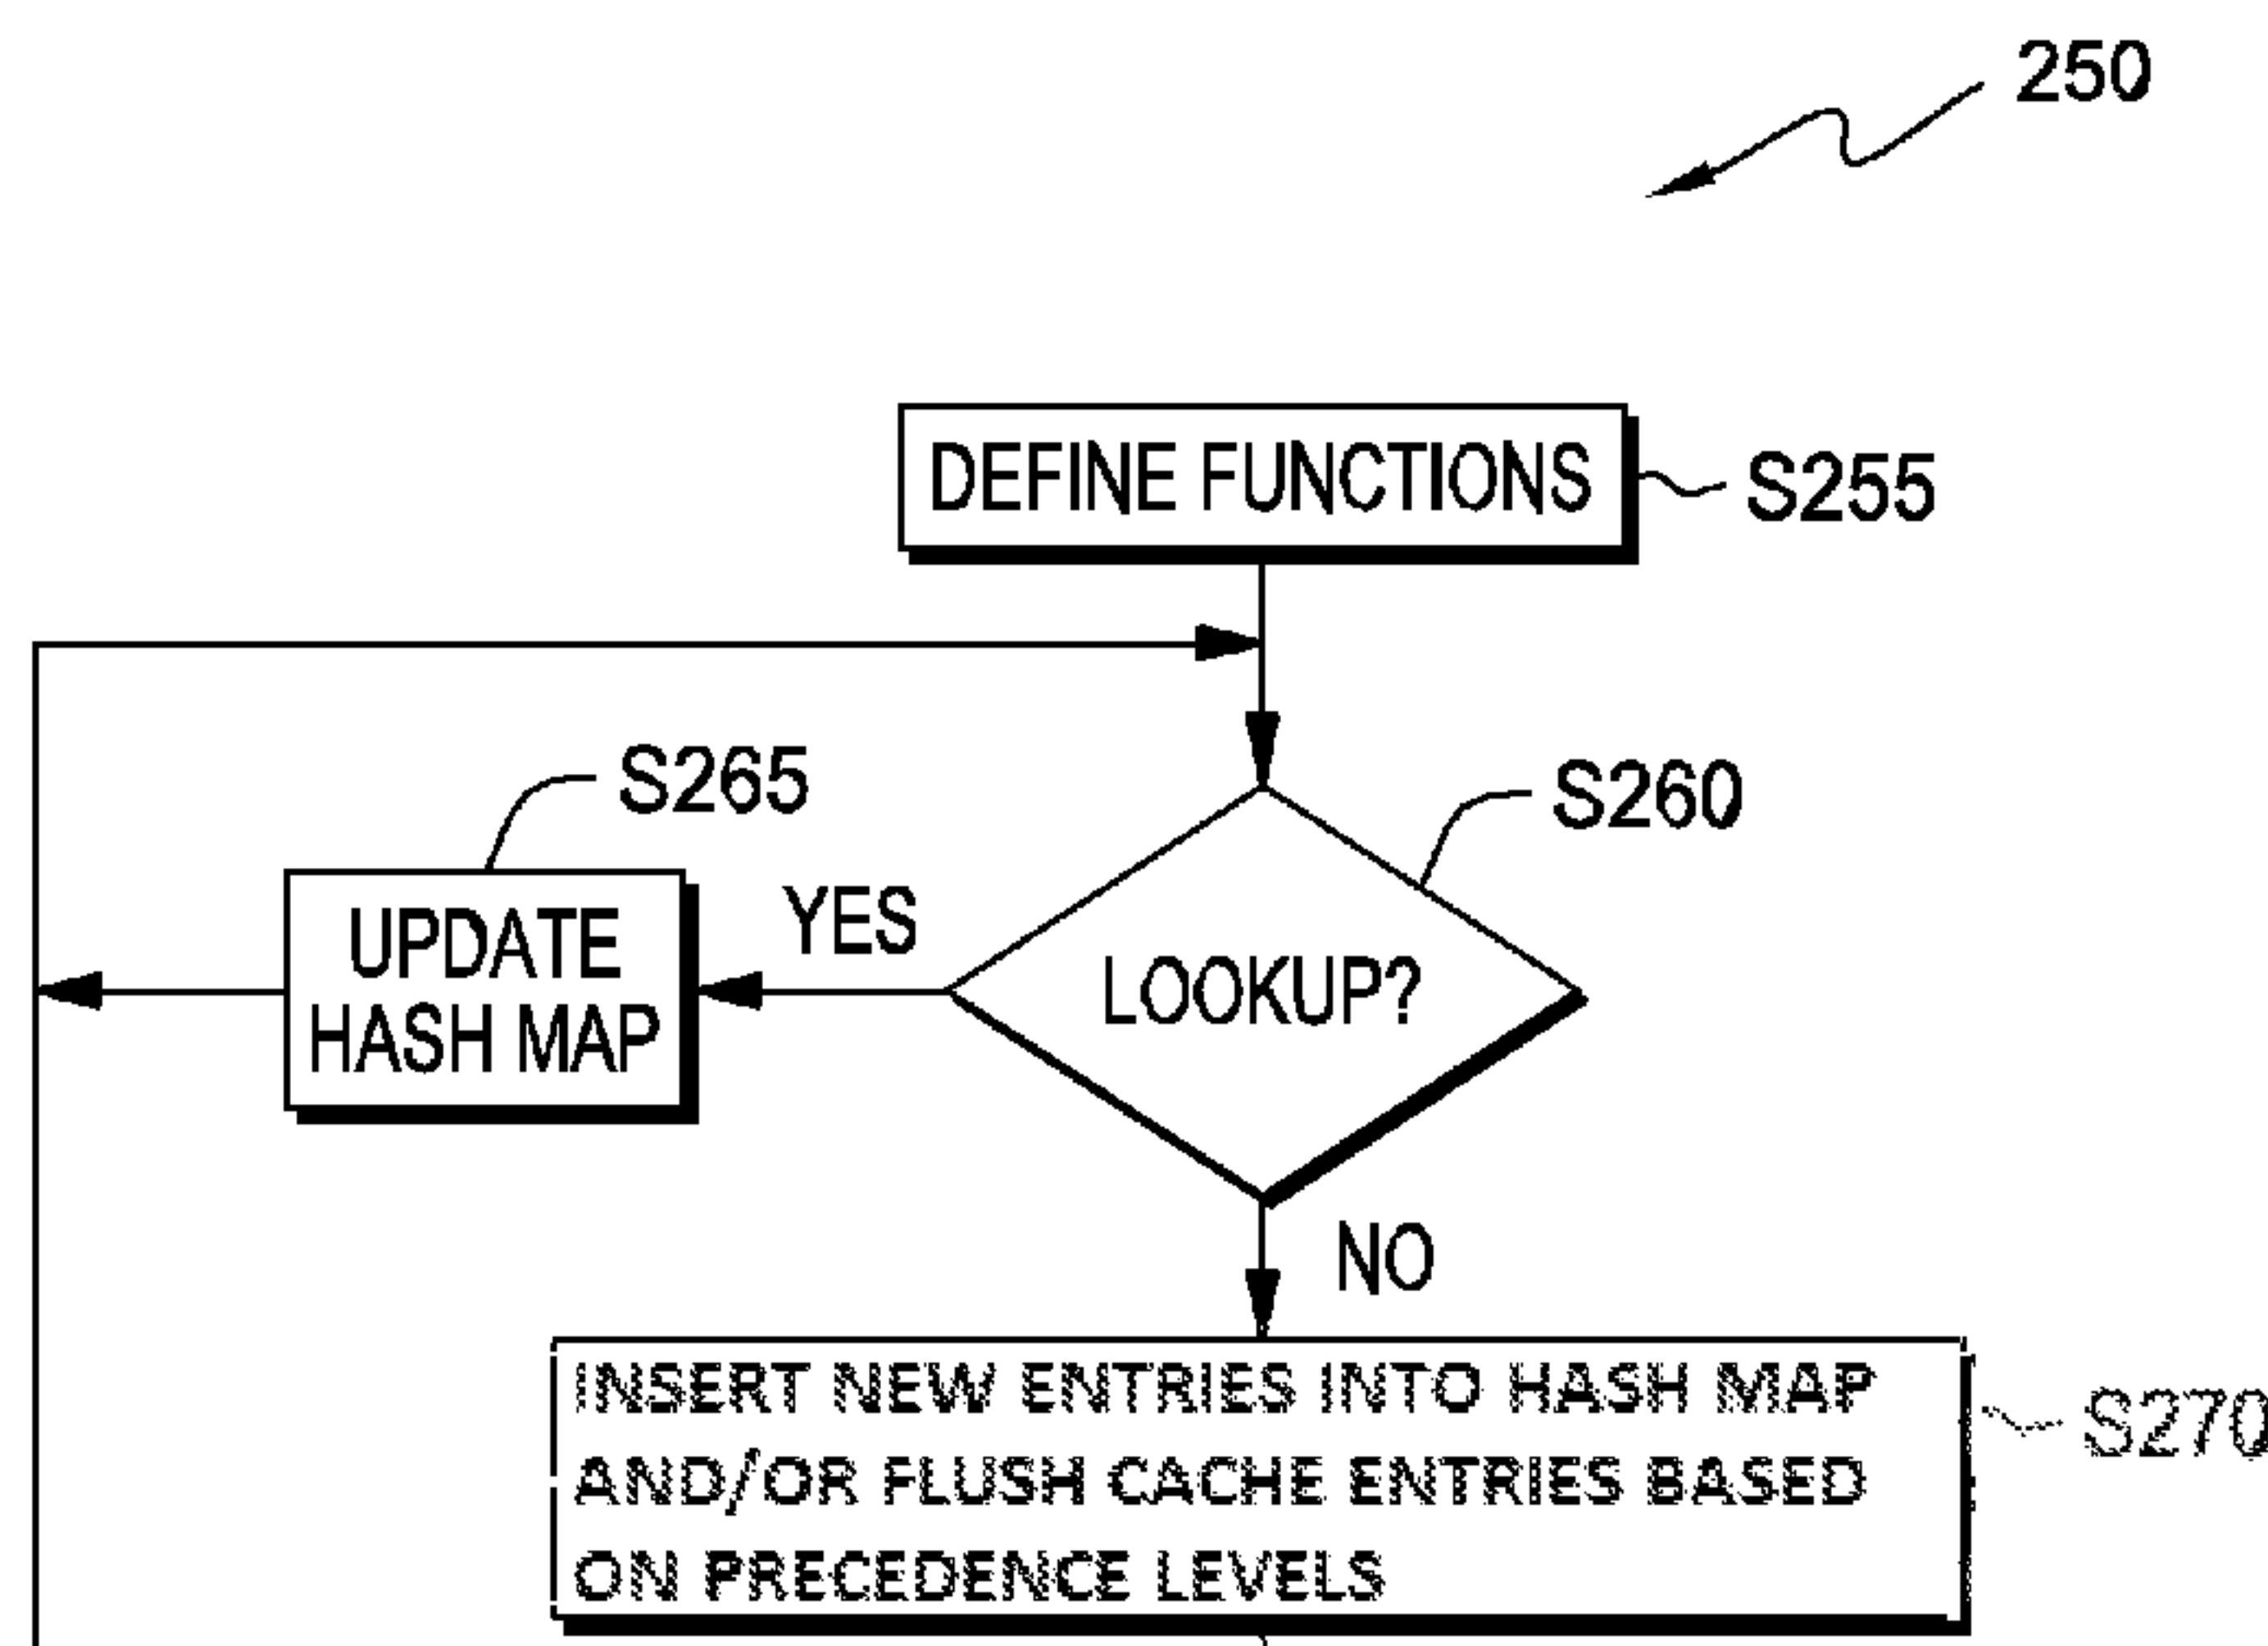 250
DEFINE FUNCTIONS
S255
S265
S260
UPDATE
HASH MAP
YES
LOOKUP?
NO
INSERT NEW ENTRIES INTO HASH MAP
AND/OR FLUSH CACHE ENTRIES BASED
ON PRECEDENCE LEVELS
S270